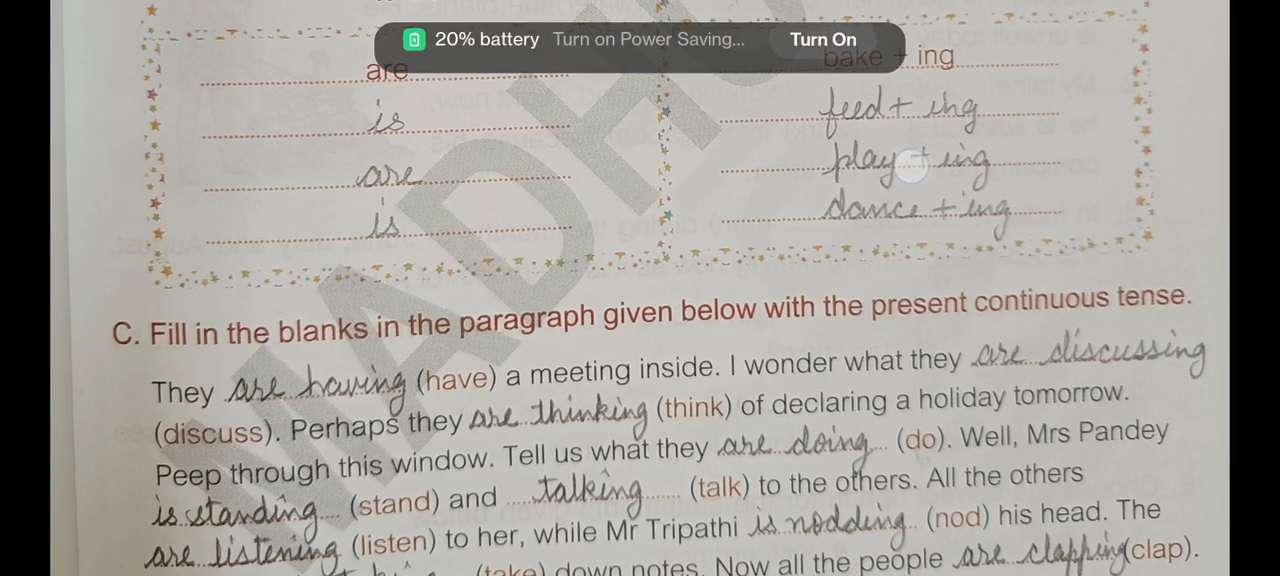 20% battery Turn on Power Saving... Turn On
are bake + ing
is feed + ing
are play + ing
is dance + ing
MADHU
C. Fill in the blanks in the paragraph given below with the present continuous tense.
They are having (have) a meeting inside. I wonder what they are discussing
(discuss). Perhaps they are thinking (think) of declaring a holiday tomorrow.
Peep through this window. Tell us what they are doing (do). Well, Mrs Pandey
is standing (stand) and talking (talk) to the others. All the others
are listening (listen) to her, while Mr Tripathi is nodding (nod) his head. The
(take) down notes. Now all the people are clapping (clap).